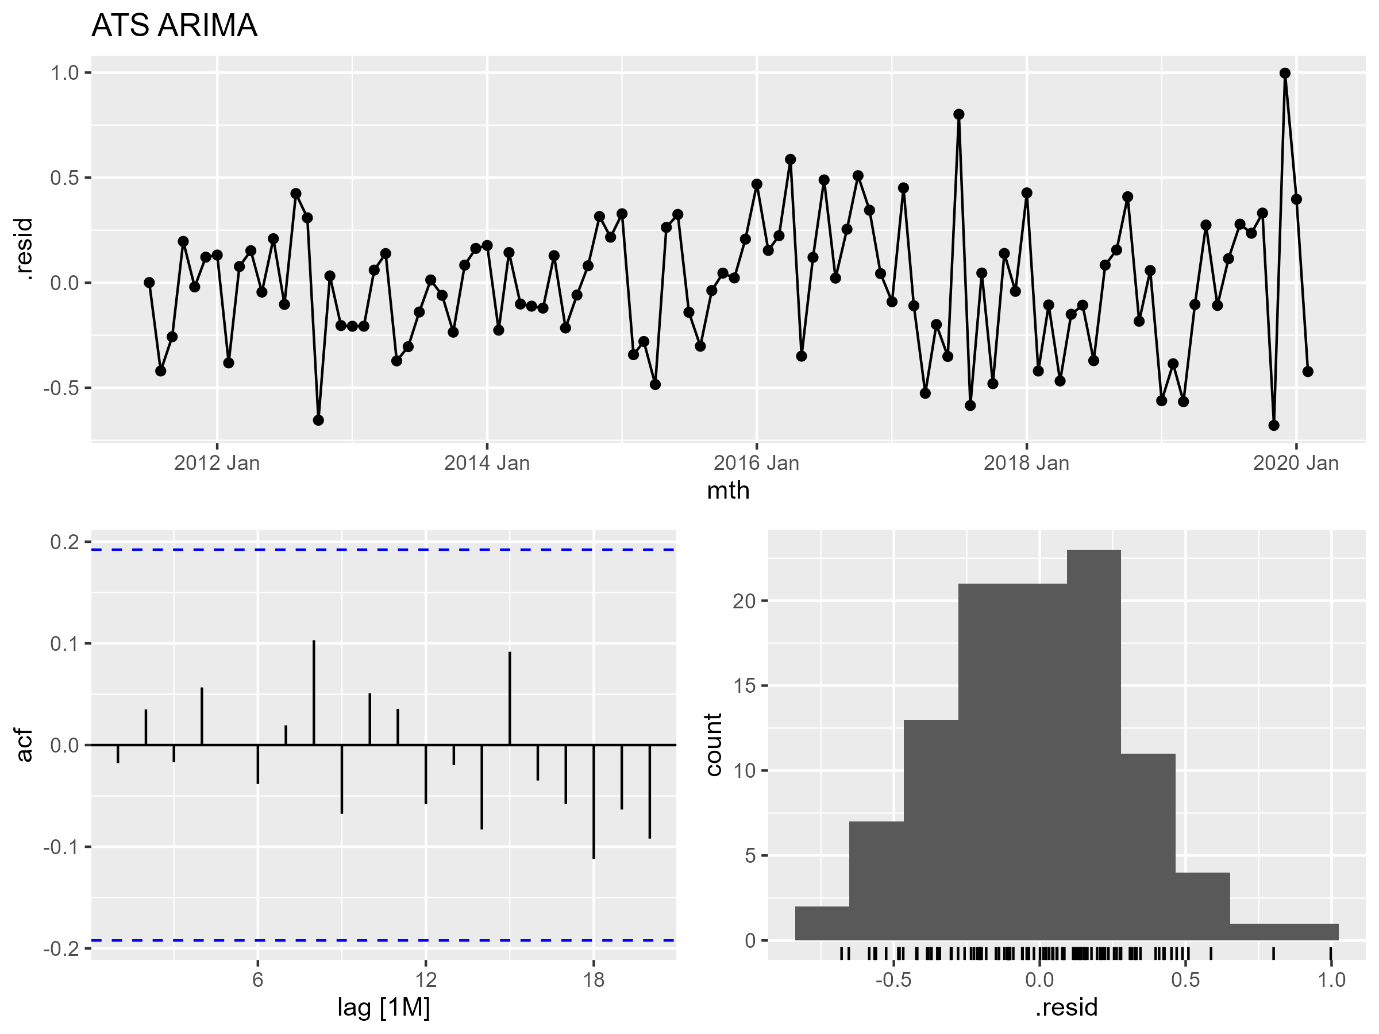 ATS ARIMA
1.0
0.5
0.0
-0.5
.resid
2012 Jan 2014 Jan 2016 Jan 2018 Jan 2020 Jan
mth
0.2
0.1
0.0
-0.1
-0.2
acf
6 12 18
lag [1M]
20
15
10
5
0
count
-0.5 0.0 0.5 1.0
.resid